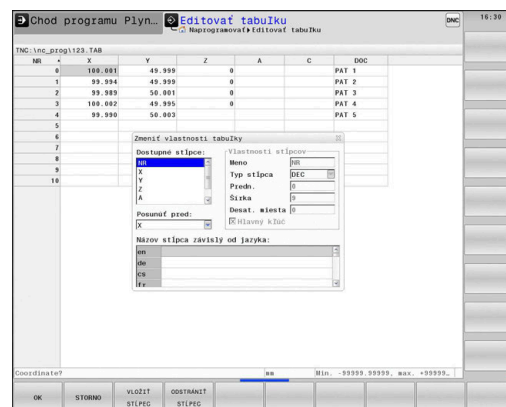 Chod programu Plyn…
Editovať tabuľku
Naprogramovať Editovať tabuľku
DNC
16:30
TNC:\nc_prog\123.TAB
NR X Y Z A C DOC
0 100.001 49.999 0 PAT 1
1 99.994 49.999 0 PAT 2
2 99.989 50.001 0 PAT 3
3 100.002 49.995 0 PAT 4
4 99.990 50.003 PAT 5
5
6
7
8
9
10
Zmeniť vlastnosti tabuľky
Dostupné stĺpce:
NR
X
Y
Z
A
Posunúť pred:
X
Vlastnosti stĺpcov
Meno NR
Typ stĺpca DEC
Predn. 0
Šírka 9
Desat. miesta 0
Hlavný kľúč
Názov stĺpca závislý od jazyka:
en
de
cs
fr
Coordinate? mm Min. -99999.99999, max. +99999…
OK STORNO VLOŽIŤ STĹPEC ODSTRÁNIŤ STĹPEC